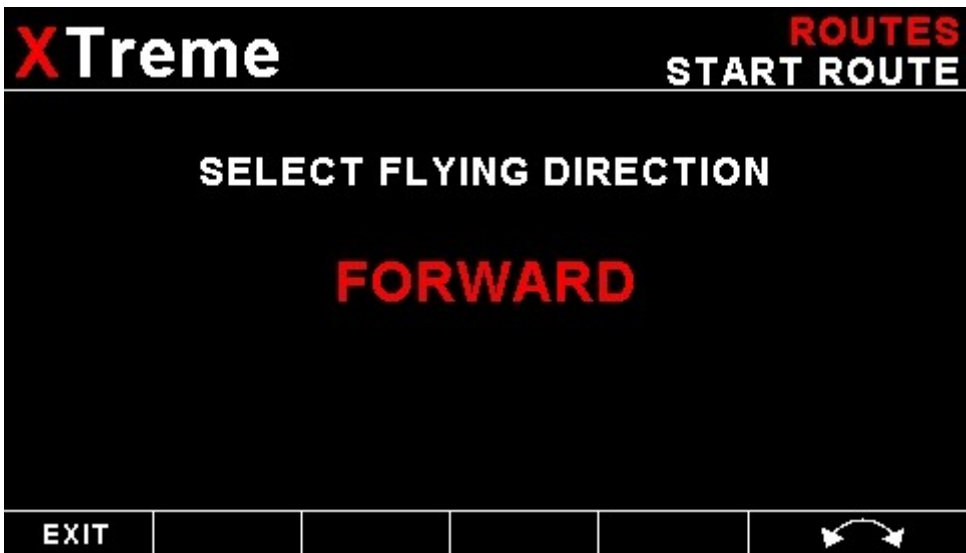 XTreme
ROUTES
START ROUTE
SELECT FLYING DIRECTION
FORWARD
EXIT